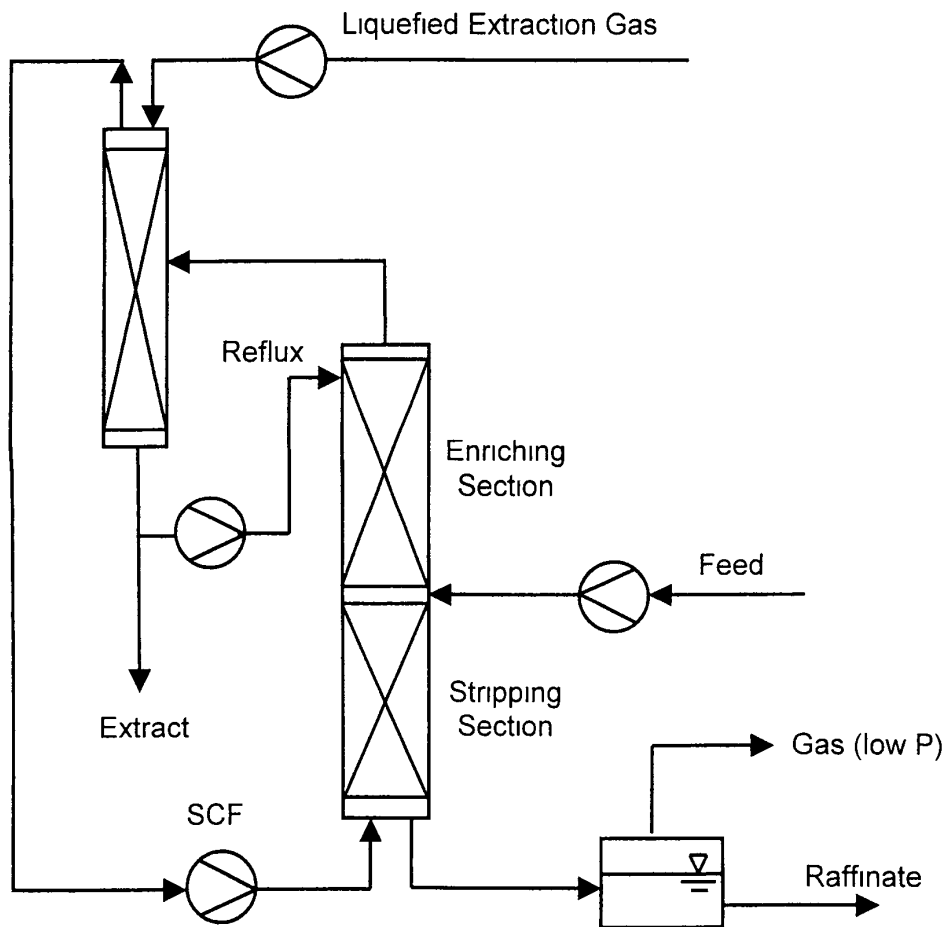 Liquefied Extraction Gas
Reflux
Enriching
Section
Feed
Stripping
Section
Extract
Gas (low P)
SCF
Raffinate